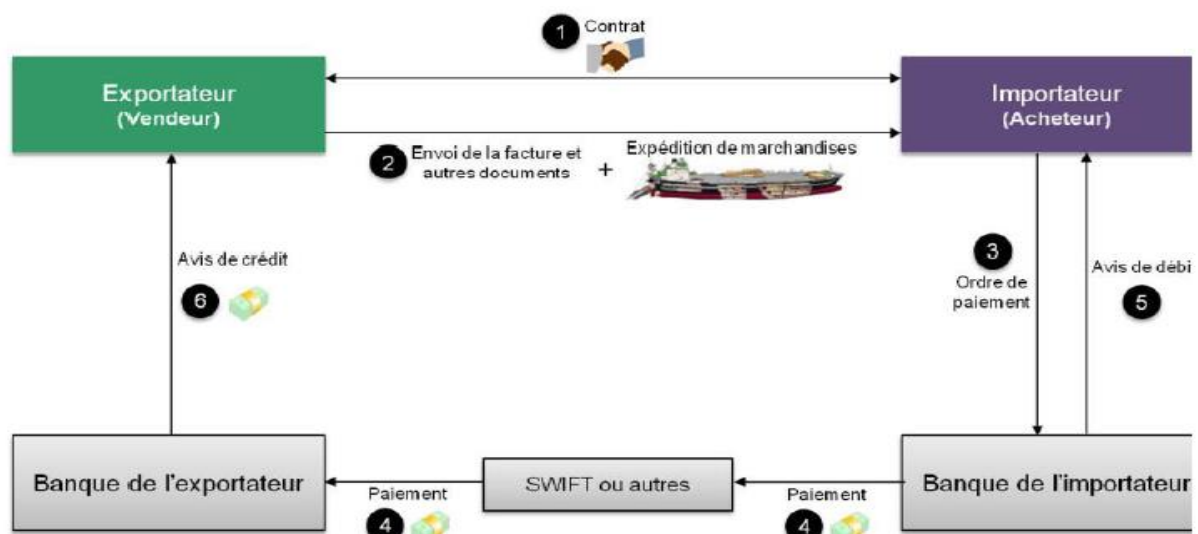 1 Contrat
Exportateur
(Vendeur)
Importateur
(Acheteur)
2 Envoi de la facture et
autres documents
+
Expédition de marchandises
Avis de crédit
6
3
Ordre de
paiement
Avis de débi
5
Banque de l'exportateur
Paiement
4
SWIFT ou autres
Paiement
4
Banque de l'importateur